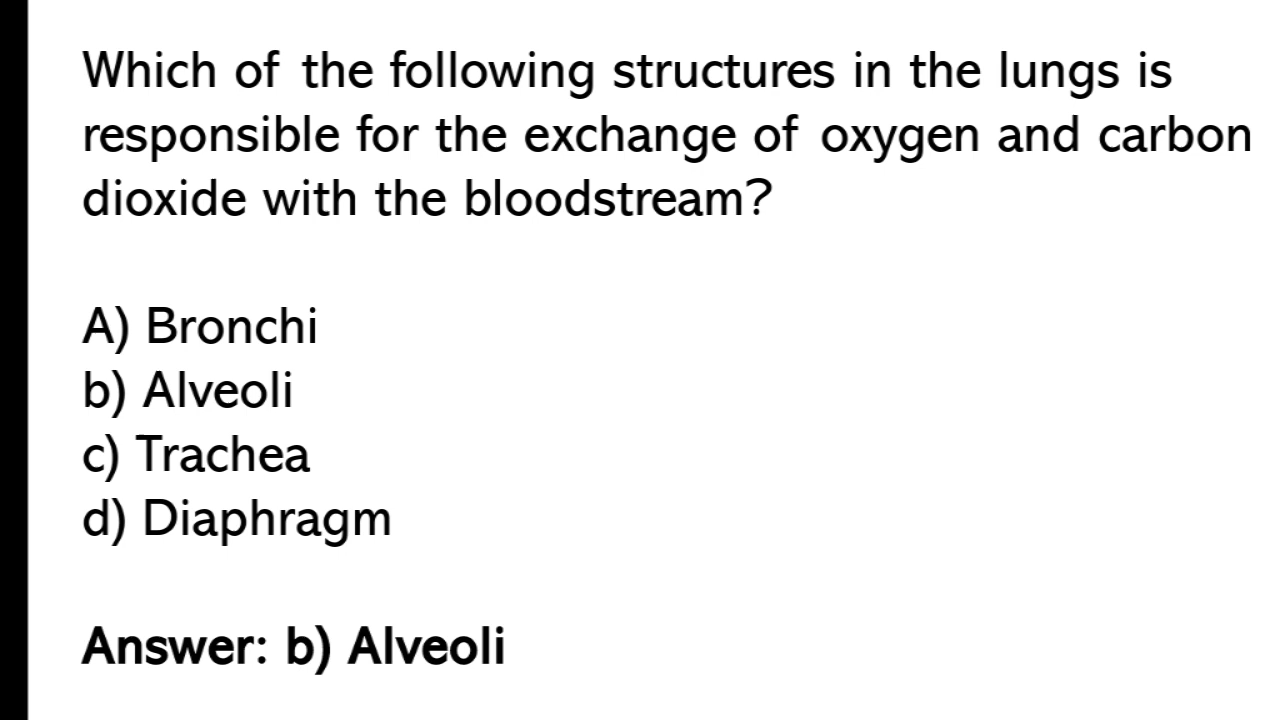 Which of the following structures in the lungs is
responsible for the exchange of oxygen and carbon
dioxide with the bloodstream?
A) Bronchi
b) Alveoli
c) Trachea
d) Diaphragm
Answer: b) Alveoli